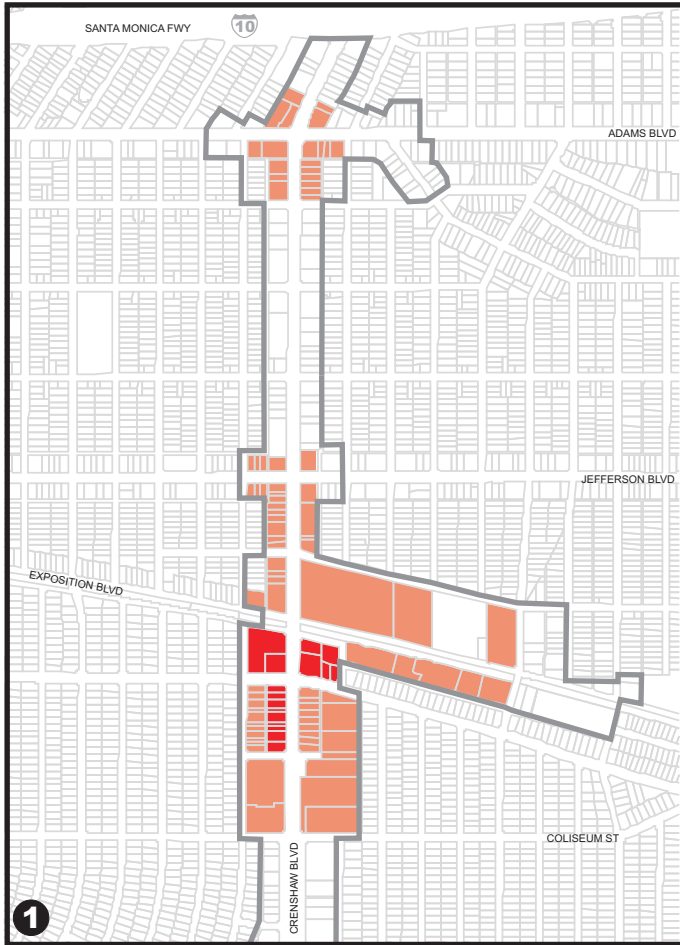 SANTA MONICA FWY
10
ADAMS BLVD
JEFFERSON BLVD
EXPOSITION BLVD
COLISEUM ST
CRENSHAW BLVD
1